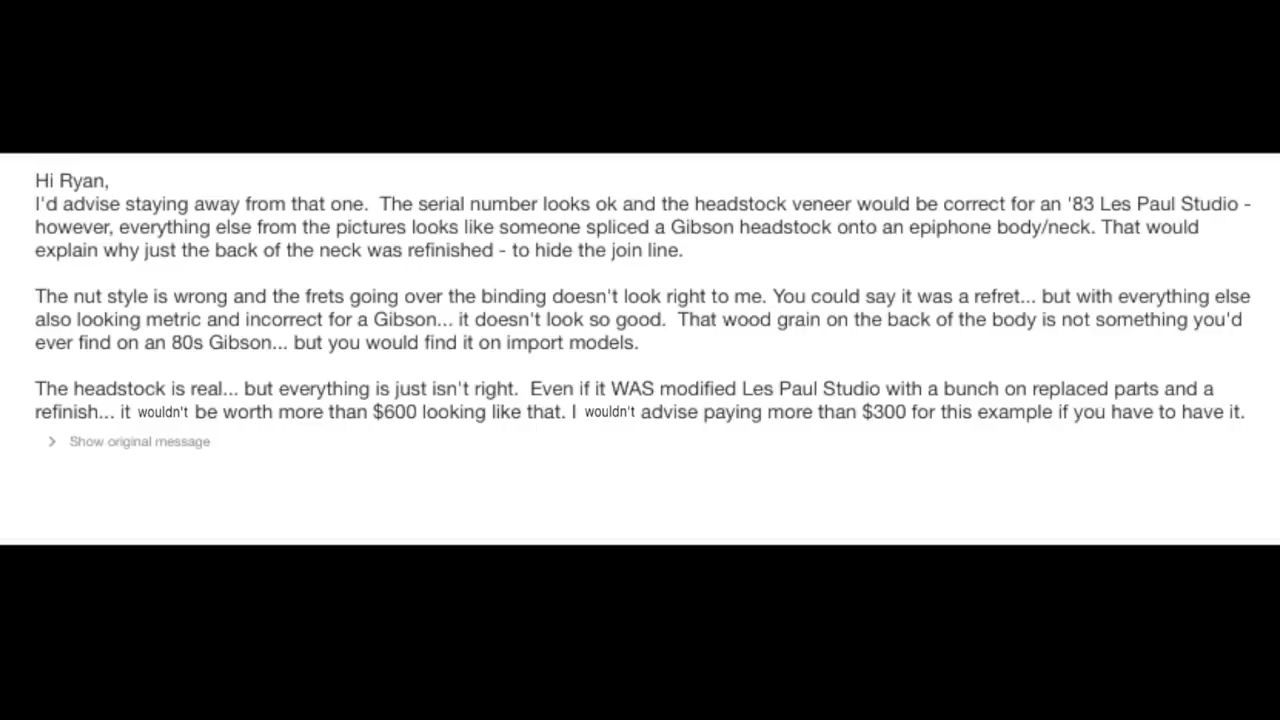 Hi Ryan,
I'd advise staying away from that one.  The serial number looks ok and the headstock veneer would be correct for an '83 Les Paul Studio -
however, everything else from the pictures looks like someone spliced a Gibson headstock onto an epiphone body/neck. That would
explain why just the back of the neck was refinished - to hide the join line.
The nut style is wrong and the frets going over the binding doesn't look right to me. You could say it was a refret... but with everything else
also looking metric and incorrect for a Gibson... it doesn't look so good.  That wood grain on the back of the body is not something you'd
ever find on an 80s Gibson... but you would find it on import models.
The headstock is real... but everything is just isn't right.  Even if it WAS modified Les Paul Studio with a bunch on replaced parts and a
refinish... it wouldn't be worth more than $600 looking like that. I wouldn't advise paying more than $300 for this example if you have to have it.
> Show original message